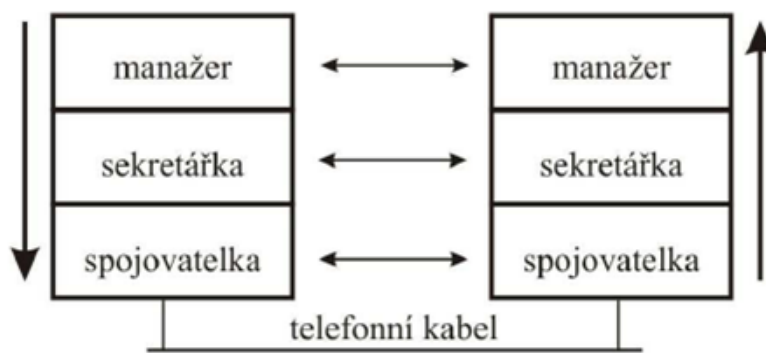 manažer
manažer
sekretářka
sekretářka
spojovatelka
spojovatelka
telefonní kabel